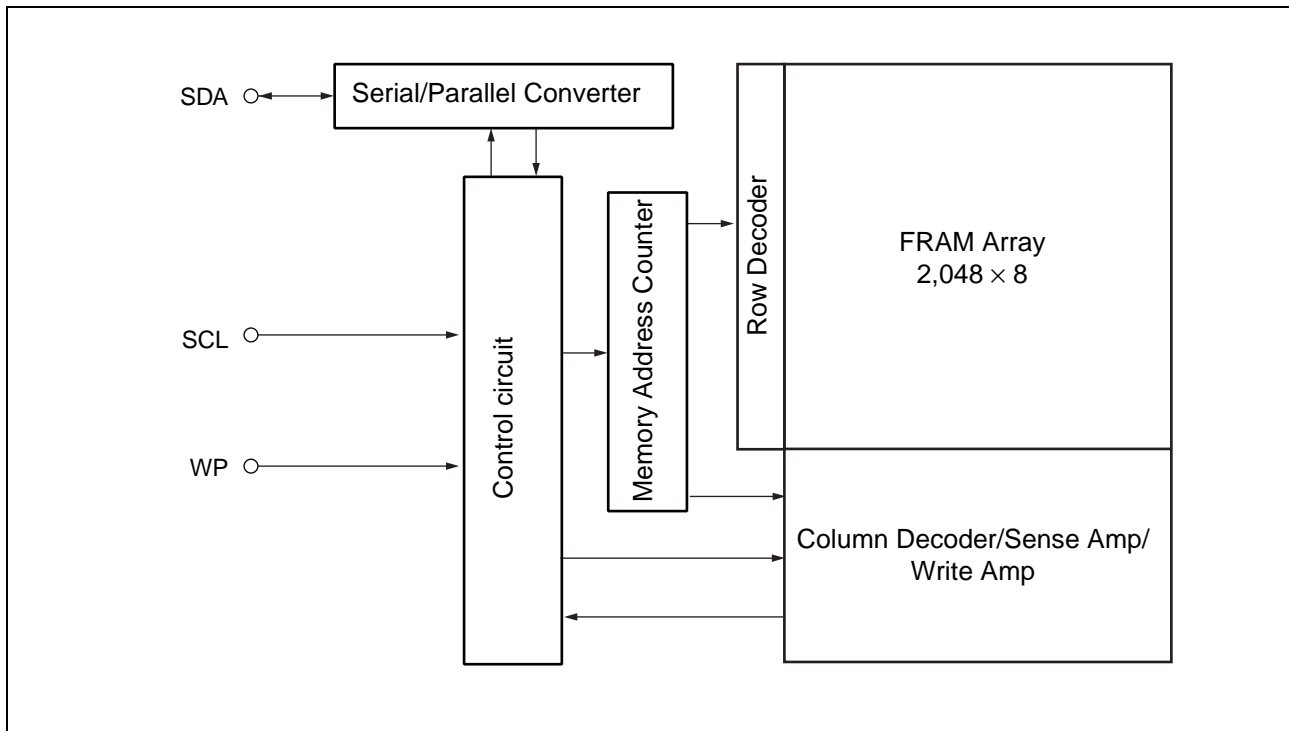 SDA
Serial/Parallel Converter
SCL
WP
Control circuit
Memory Address Counter
Row Decoder
FRAM Array
2,048 × 8
Column Decoder/Sense Amp/
Write Amp